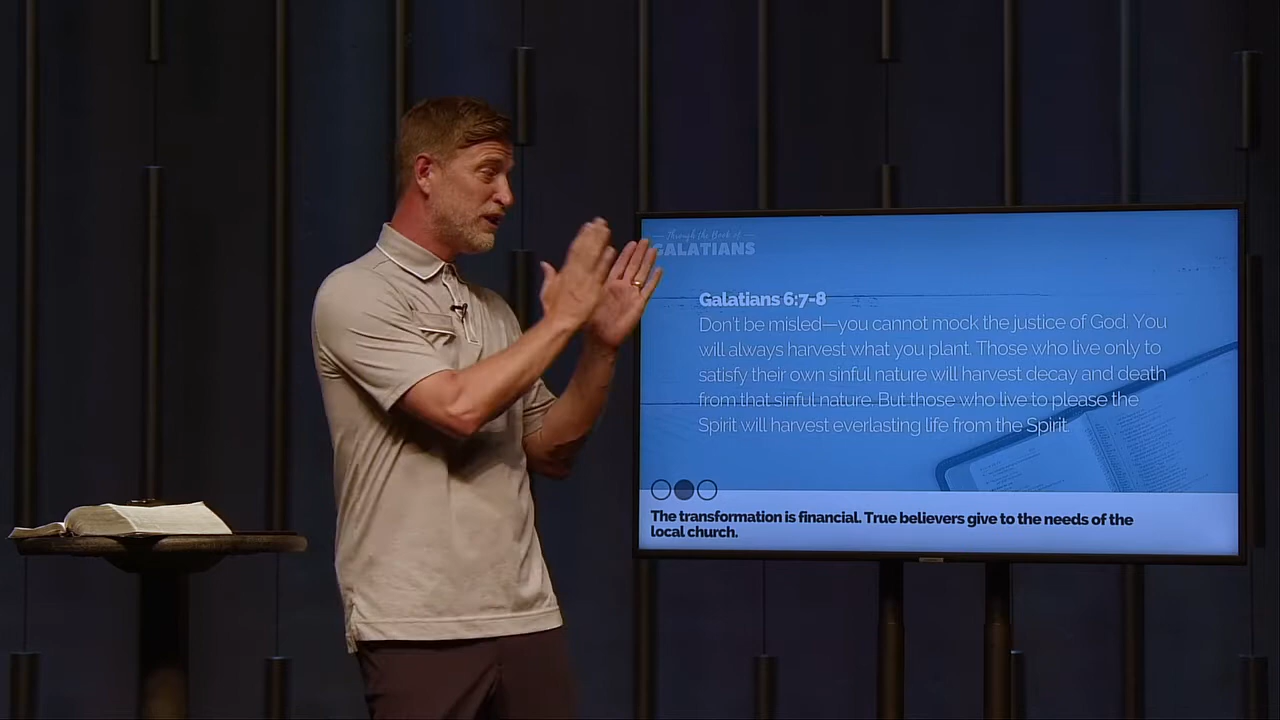 Through the Book of
GALATIANS
Galatians 6:7-8
Don't be misled—you cannot mock the justice of God. You
will always harvest what you plant. Those who live only to
satisfy their own sinful nature will harvest decay and death
from that sinful nature. But those who live to please the
Spirit will harvest everlasting life from the Spirit.
The transformation is financial. True believers give to the needs of the
local church.